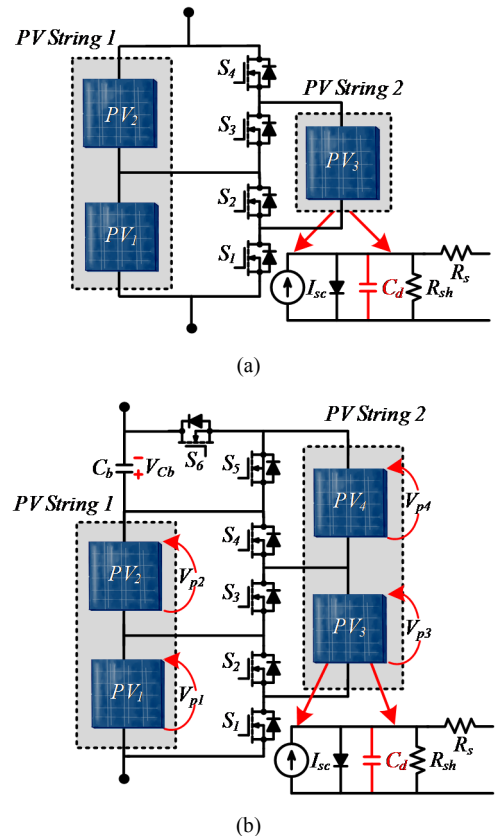 PV String 1
S4
PV String 2
PV2
S3
PV3
S2
PV1
S1
Isc
Cd
Rsh
Rs
(a)
PV String 2
S6
Cb
− VCb
+
S5
PV String 1
PV4
Vp4
S4
PV2
Vp2
S3
PV3
Vp3
S2
PV1
Vp1
S1
Isc
Cd
Rsh
Rs
(b)